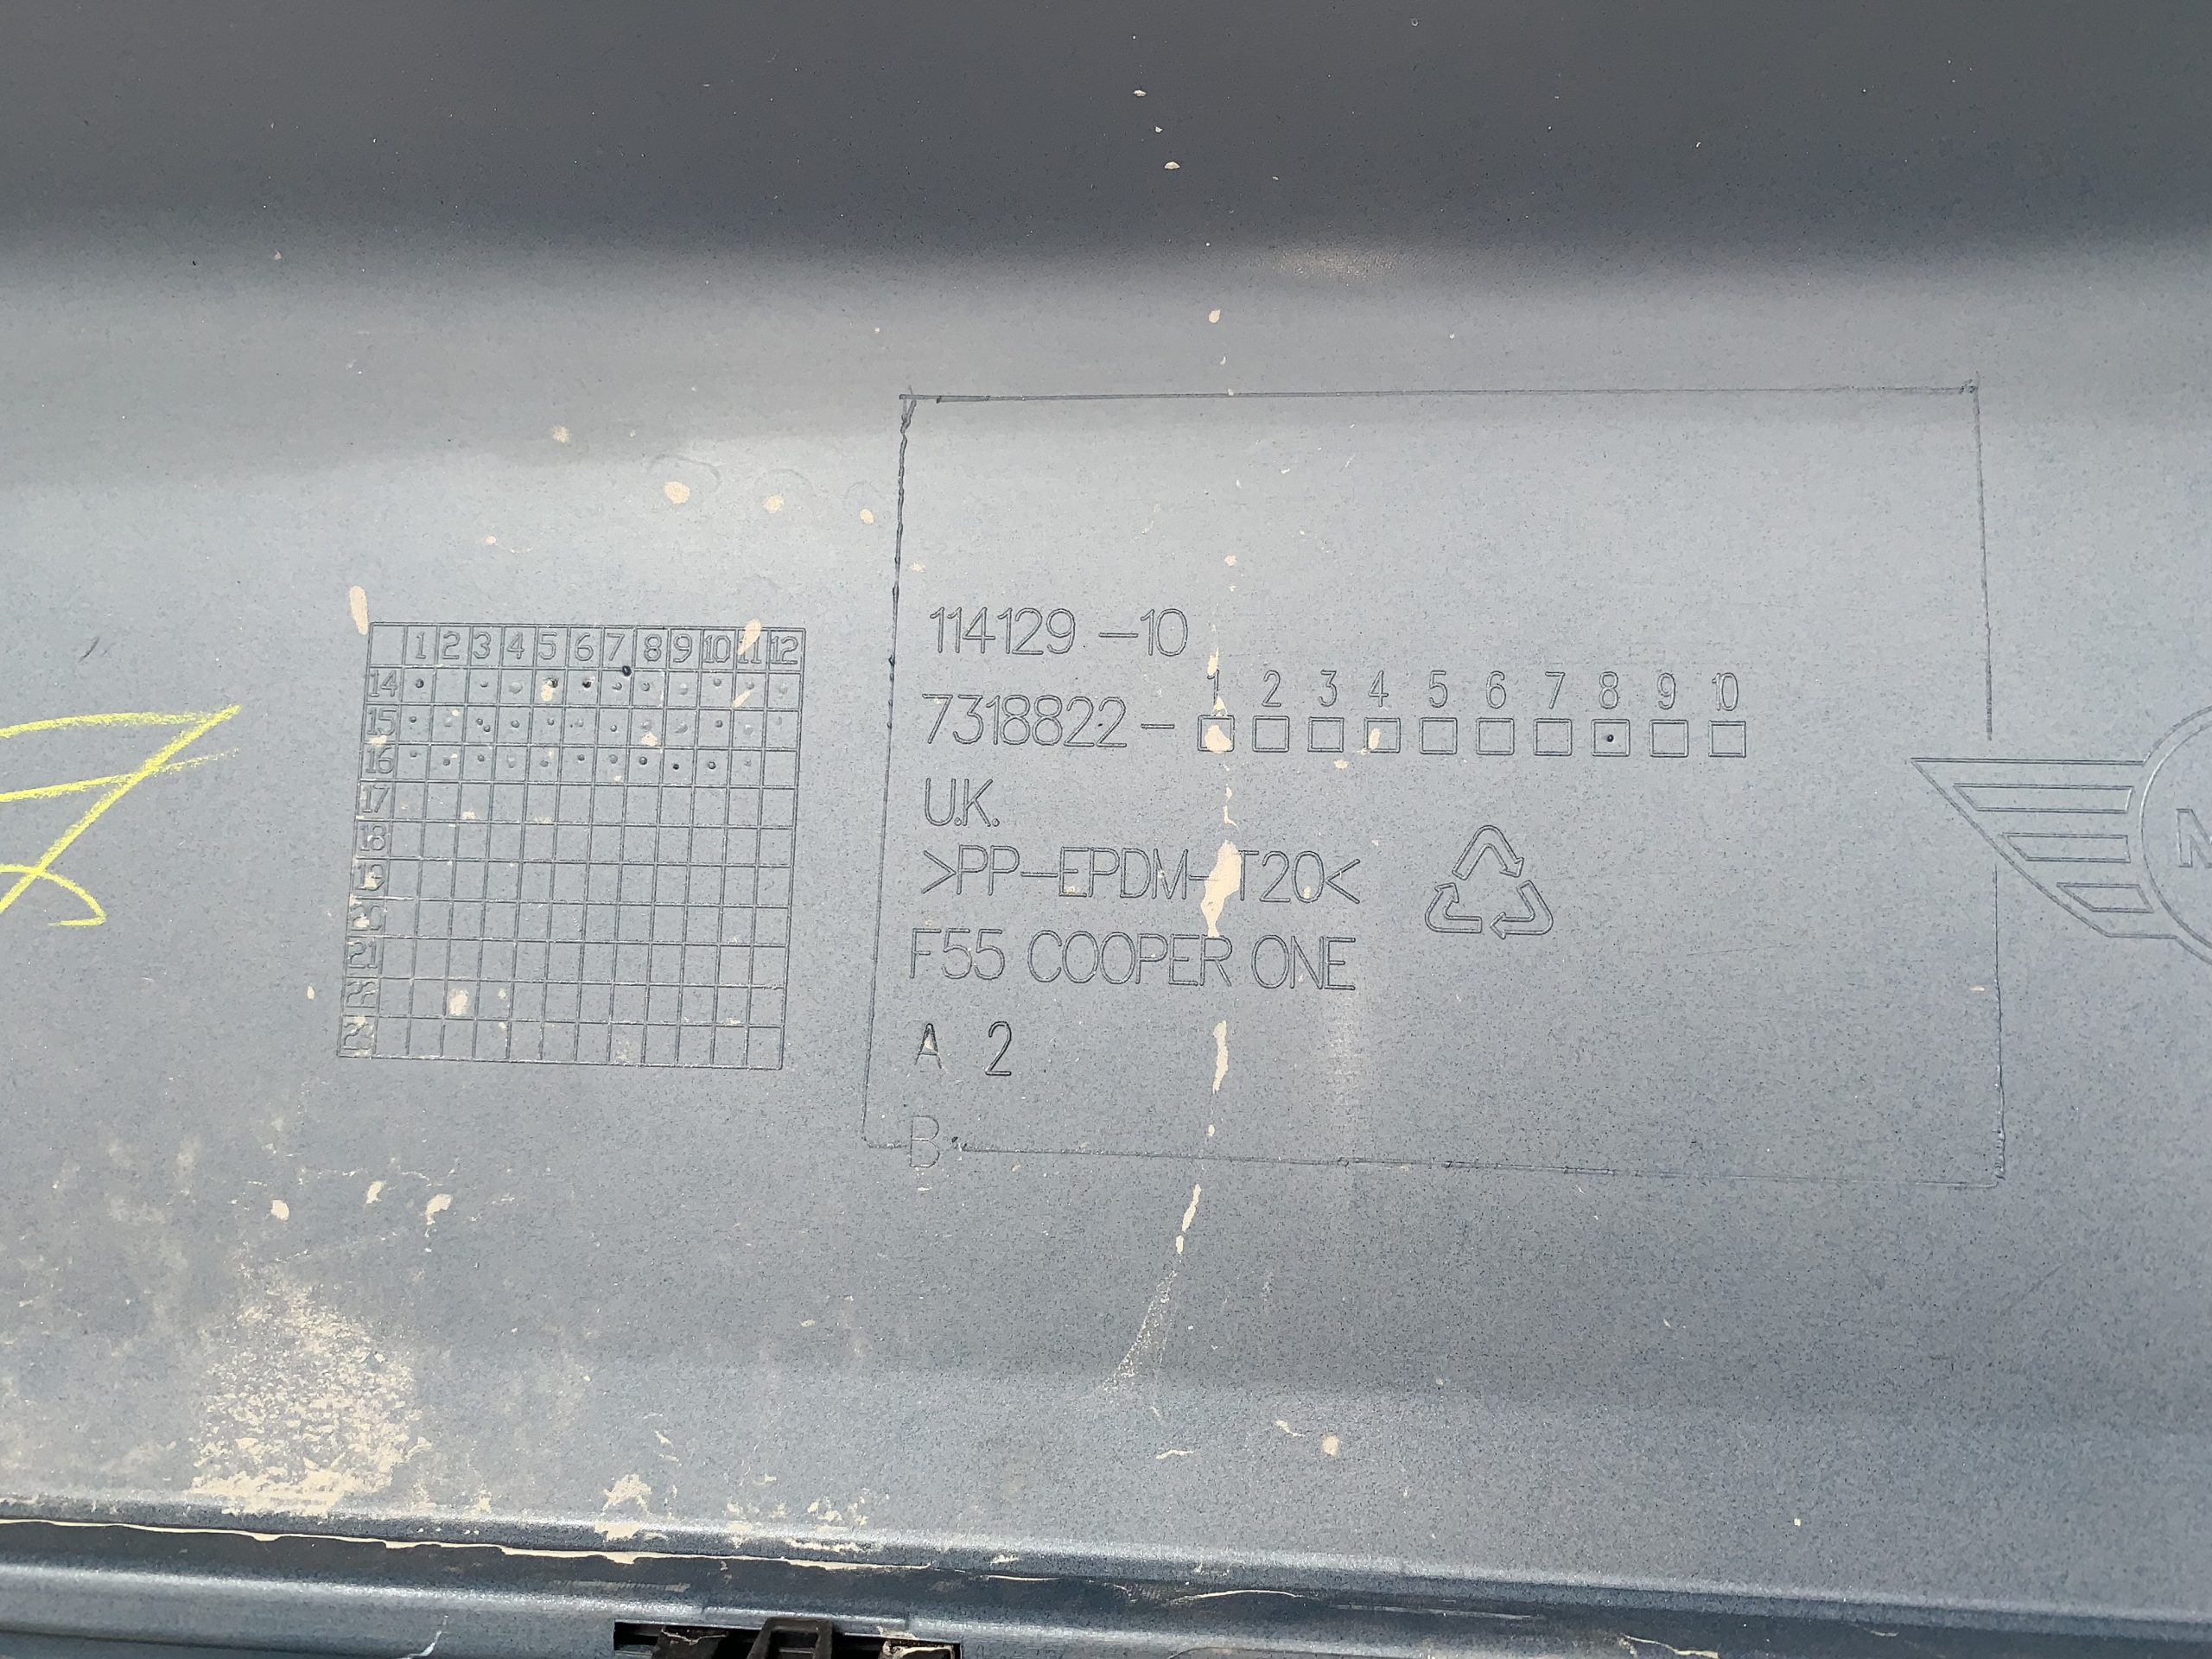 1 2 3 4 5 6 7 8 9 10 11 12
14
15
16
17
18
19
21
114129 -10
1 2 3 4 5 6 7 8 9 10
7318822 -
U.K.
>PP-EPDM-T20<
F55 COOPER ONE
A 2
B